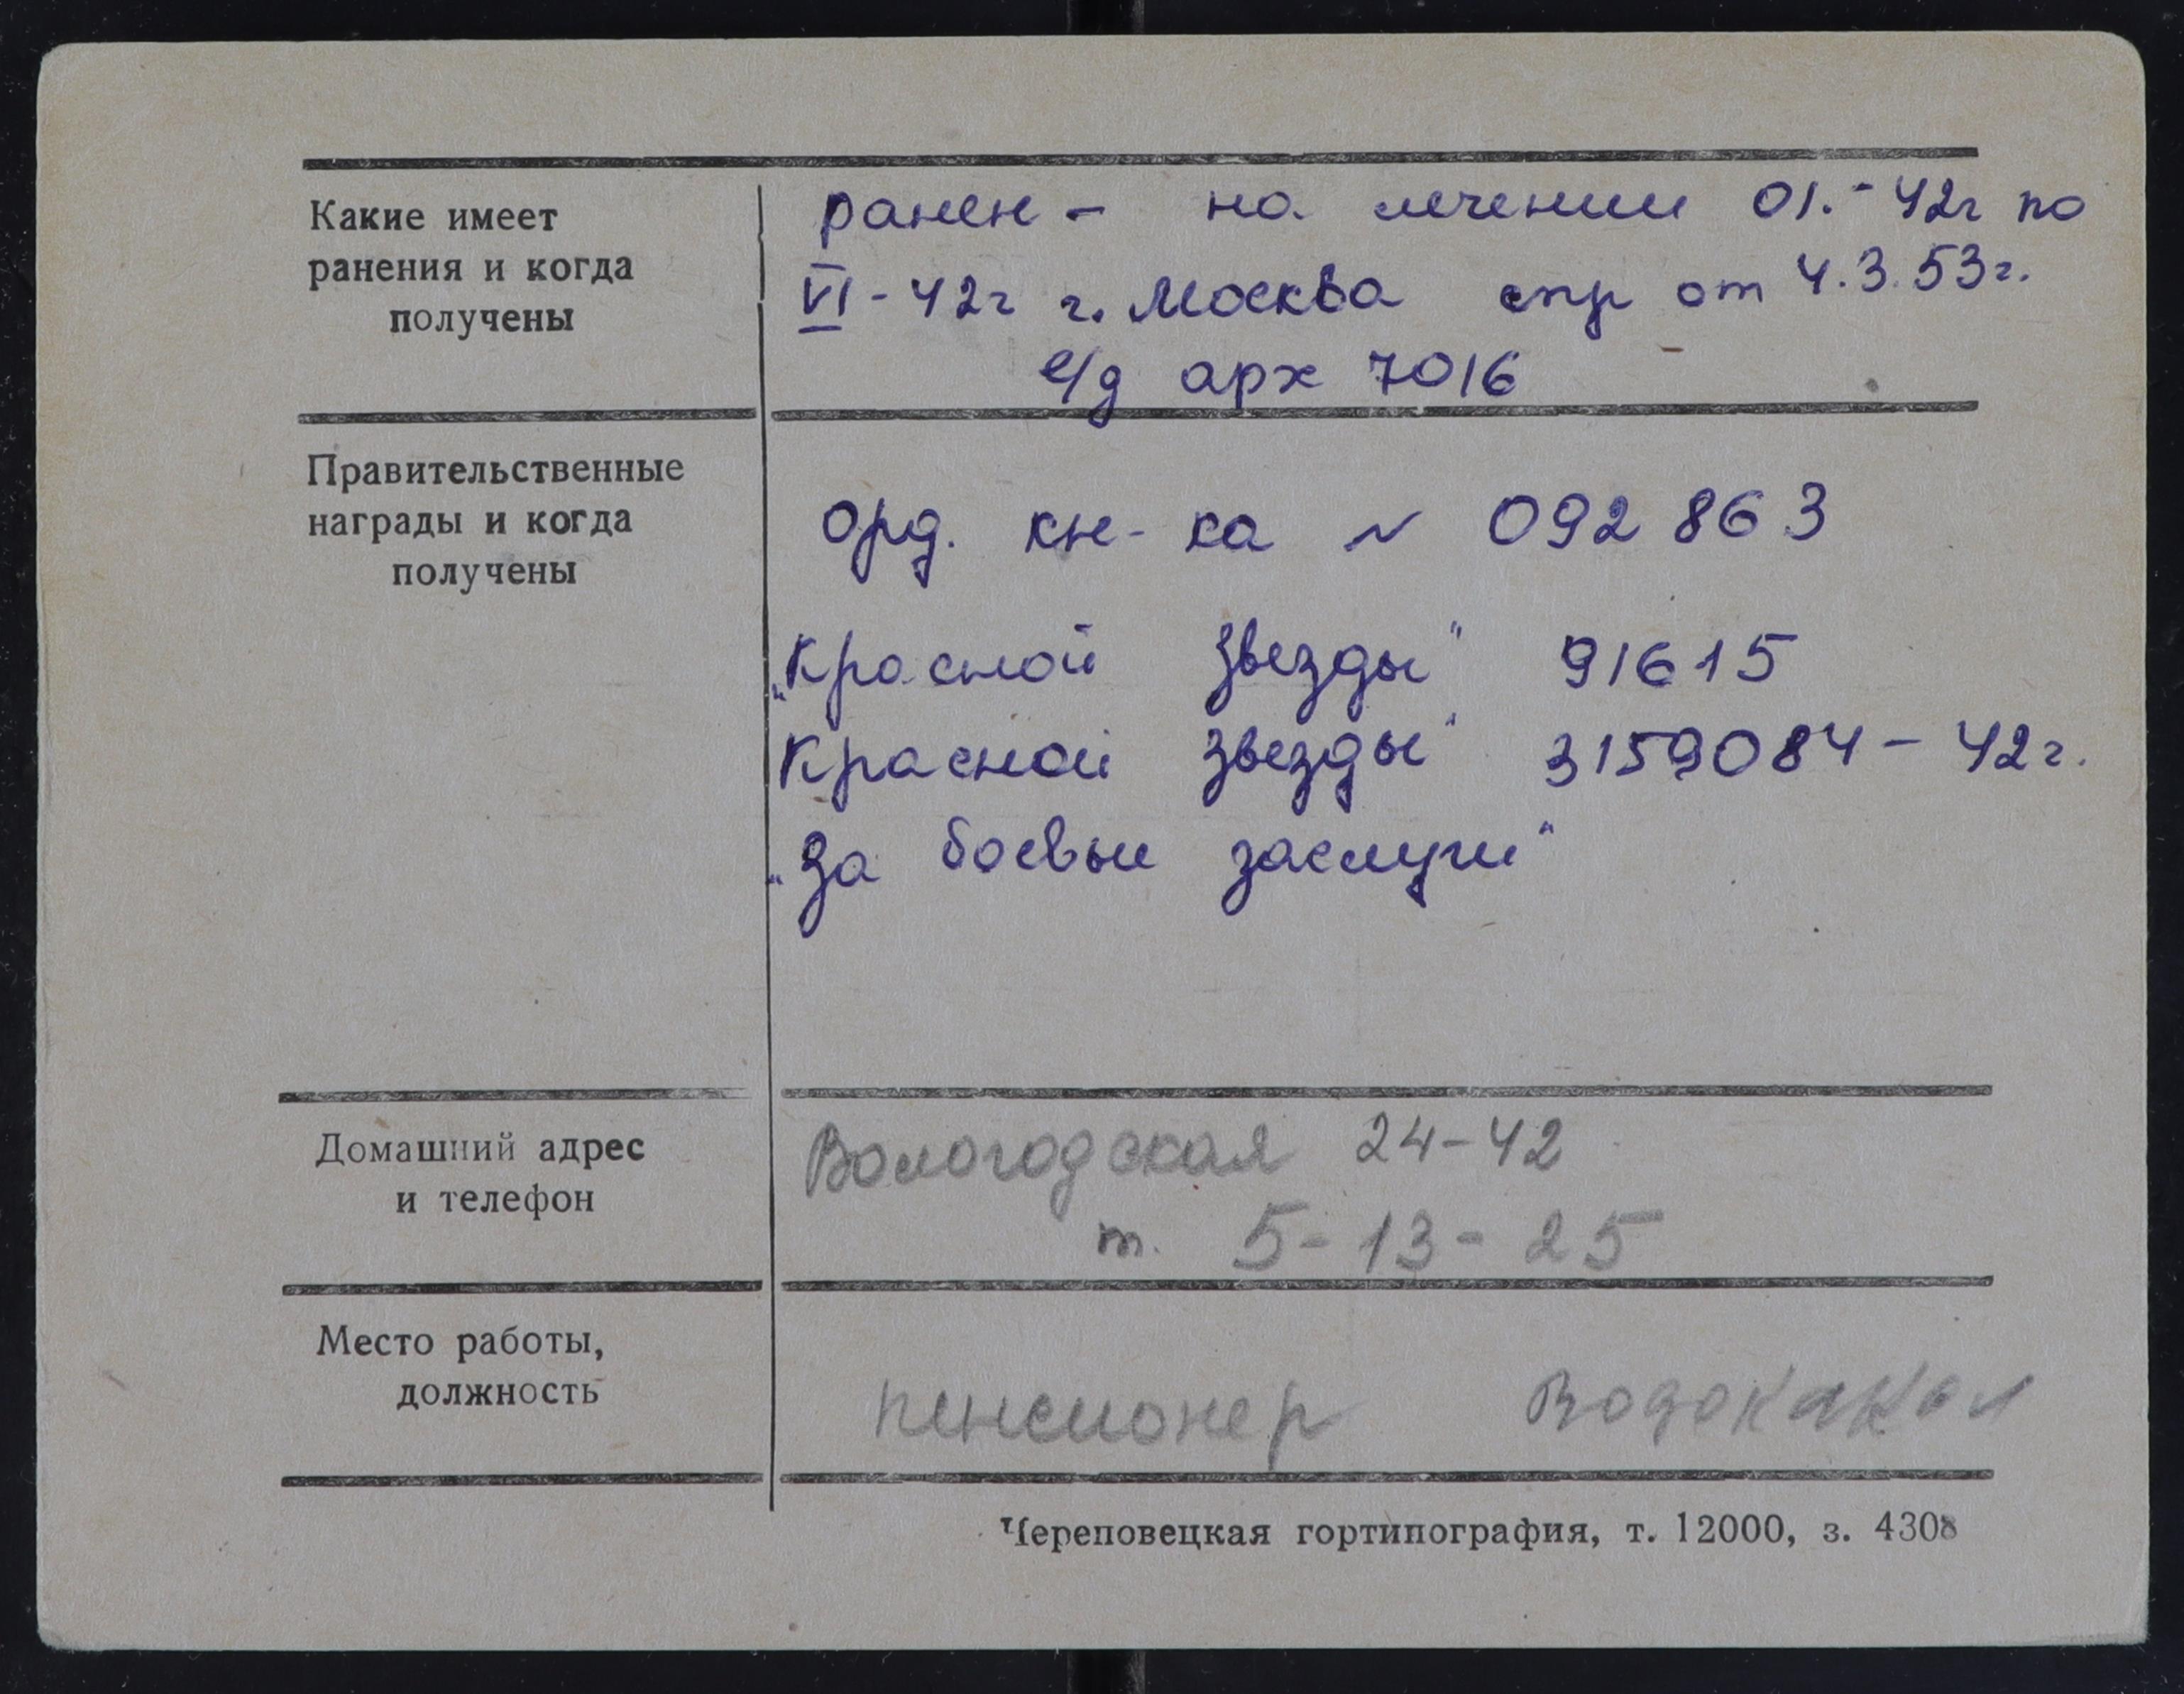 Какие имеет
ранения и когда
получены
ранен - на лечении 01.-42г по
VI-42г г. Москва спр от 4.3.53г.
л/д арх 7016
Правительственные
награды и когда
получены
орд. кн-ка № 092863
"Красной Звезды" 91615
Красной звезды" 3159084 - 42г.
"За боевые заслуги"
Домашний адрес
и телефон
Вологодская 24-42
т. 5-13-25
Место работы,
должность
пенсионер Водоканал
Череповецкая гортипография, т. 12000, з. 4308